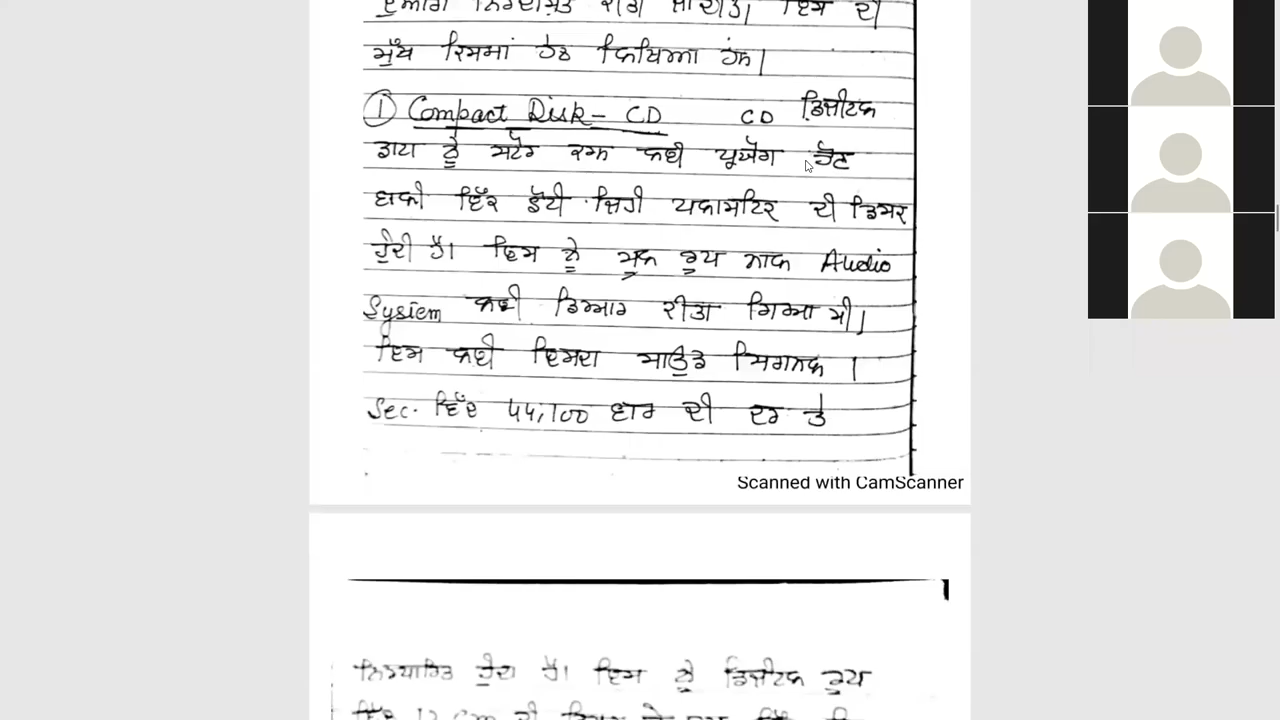 ਮੁੱਖ ਕਿਸਮਾਂ ਹੇਠ ਲਿਖਿਆ ਹਨ।
① Compact Disk - CD CD ਡਿਜੀਟਲ
ਡਾਟਾ ਨੂੰ ਸਟੋਰ ਕਰਨ ਲਈ ਪ੍ਰਯੋਗ ਹੋਣ
ਵਾਲੀ ਇੱਕ ਛੋਟੀ ਜਿਹੀ ਪਲਾਸਟਿਕ ਦੀ ਡਿਸਕ
ਹੁੰਦੀ ਹੈ। ਇਸ ਨੂੰ ਮੂਲ ਰੂਪ ਨਾਲ Audio
System ਲਈ ਤਿਆਰ ਕੀਤਾ ਗਿਆ ਸੀ।
ਇਸ ਲਈ ਇਸਦਾ ਸਾਊਂਡ ਸਿਗਨਲ 1
Sec. ਵਿੱਚ 44,100 ਵਾਰ ਦੀ ਦਰ ਤੇ
Scanned with CamScanner
ਨਿਰਧਾਰਿਤ ਹੁੰਦਾ ਹੈ। ਇਸ ਨੂੰ ਡਿਜੀਟਲ ਰੂਪ